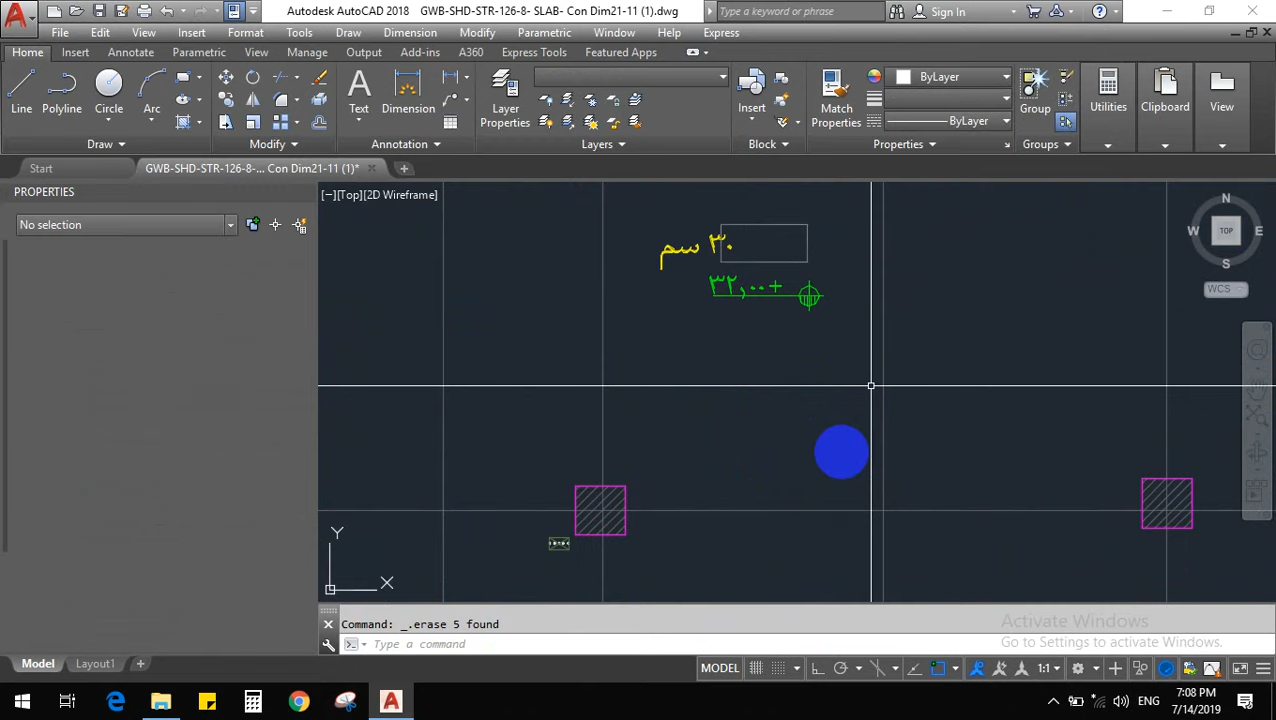 Autodesk AutoCAD 2018 GWB-SHD-STR-126-8- SLAB- Con Dim21-11 (1).dwg
Type a keyword or phrase
Sign In
File Edit View Insert Format Tools Draw Dimension Modify Parametric Window Help Express
Home Insert Annotate Parametric View Manage Output Add-ins A360 Express Tools Featured Apps
Line Polyline Circle Arc
Text Dimension
Layer Properties
Insert
Match Properties
ByLayer
ByLayer
Group
Utilities
Clipboard
View
Draw Modify Annotation Layers Block Properties Groups
Start GWB-SHD-STR-126-8-... Con Dim21-11 (1)*
PROPERTIES
No selection
[−][Top][2D Wireframe]
N
W TOP E
S
WCS
٣٠ سم
٣٢,٠٠+
Y
X
Command: _.erase 5 found
Type a command
Activate Windows
Go to Settings to activate Windows.
Model Layout1
MODEL 1:1
ENG
7:08 PM
7/14/2019